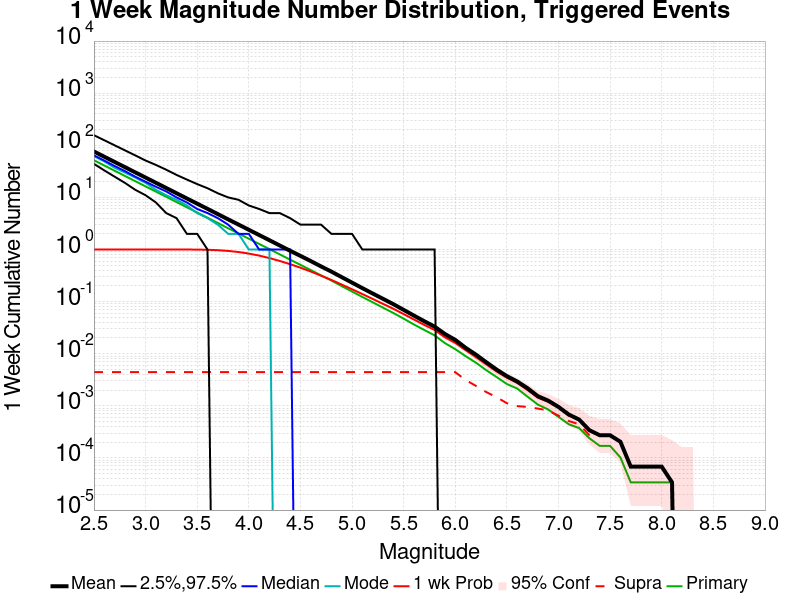 1 Week Magnitude Number Distribution, Triggered Events
1 Week Cumulative Number
10^4
10^3
10^2
10^1
10^0
10^-1
10^-2
10^-3
10^-4
10^-5
2.5 3.0 3.5 4.0 4.5 5.0 5.5 6.0 6.5 7.0 7.5 8.0 8.5 9.0
Magnitude
Mean 2.5%,97.5% Median Mode 1 wk Prob 95% Conf Supra Primary